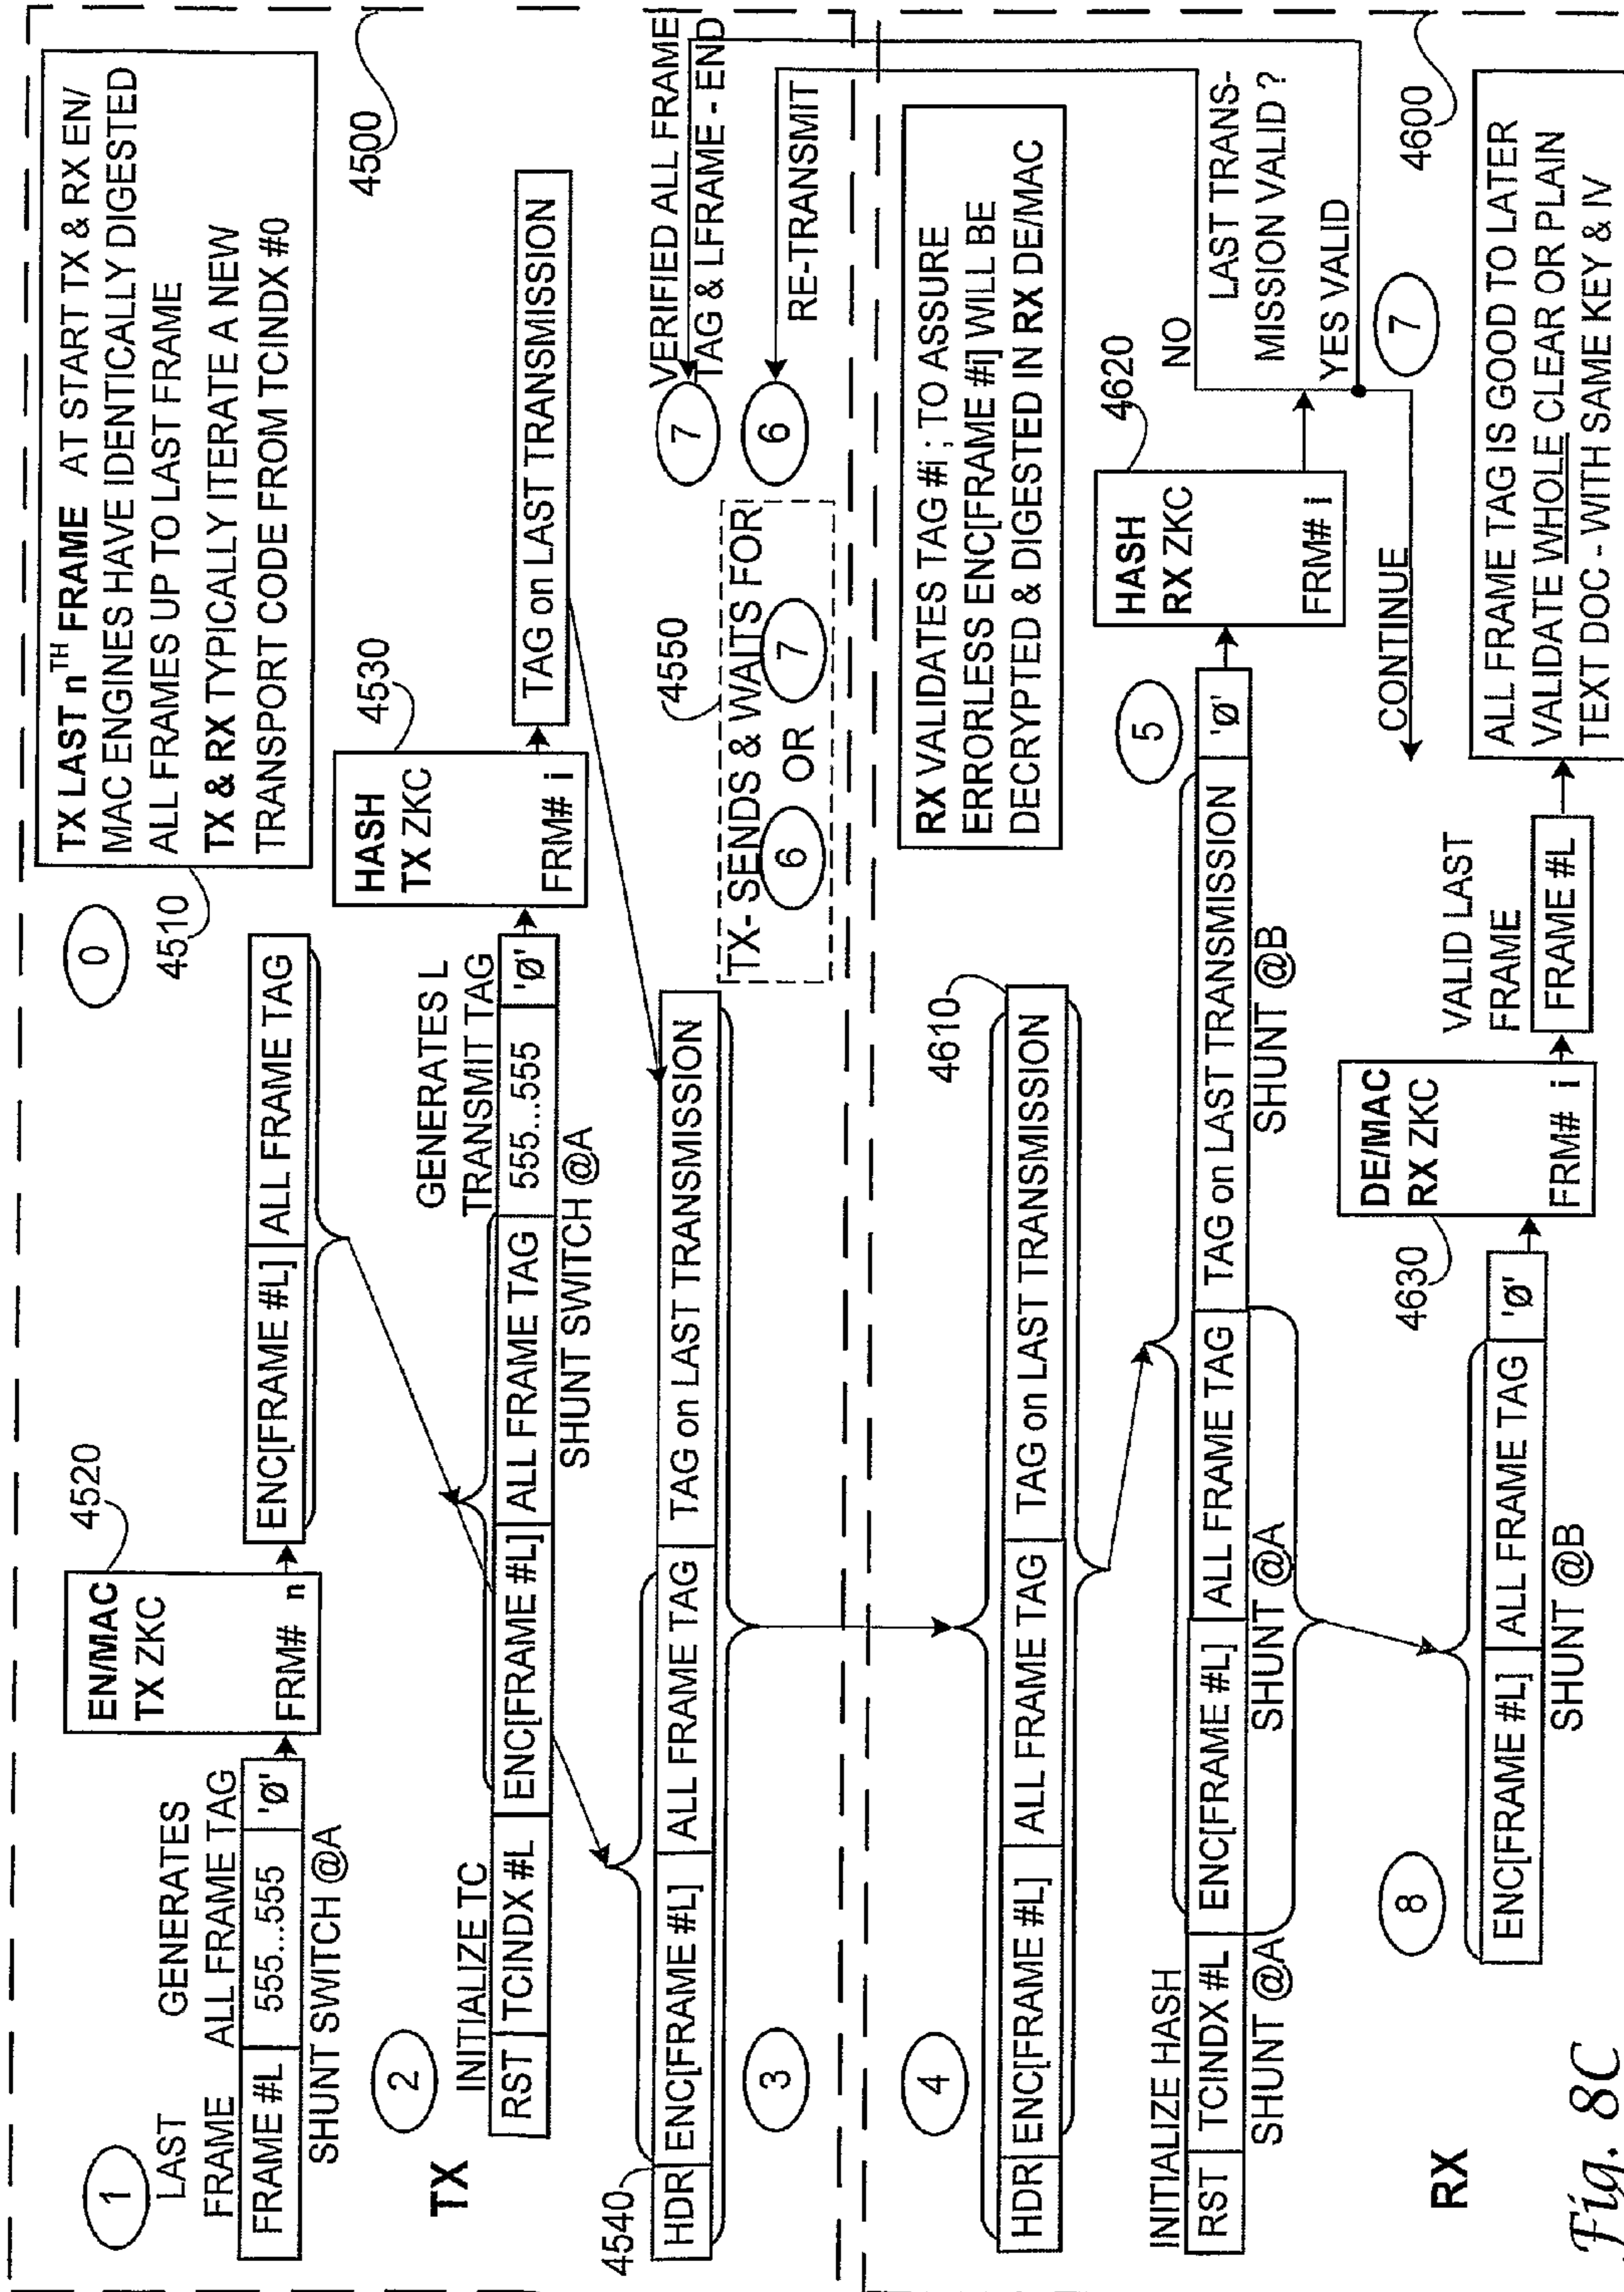 0
TX LAST nTH FRAME AT START TX & RX EN/
MAC ENGINES HAVE IDENTICALLY DIGESTED
ALL FRAMES UP TO LAST FRAME
TX & RX TYPICALLY ITERATE A NEW
TRANSPORT CODE FROM TCINDX #0
4510
4500
1
LAST
FRAME
GENERATES
ALL FRAME TAG
FRAME #L 555...555 'ø'
SHUNT SWITCH @A
EN/MAC
TX ZKC
FRM# n
4520
ENC[FRAME #L] ALL FRAME TAG
TX
2
INITIALIZE TC
GENERATES L
TRANSMIT TAG
RST TCINDX #L ENC[FRAME #L] ALL FRAME TAG 555...555 'ø'
SHUNT SWITCH @A
HASH
TX ZKC
FRM# i
4530
TAG on LAST TRANSMISSION
4540
HDR ENC[FRAME #L] ALL FRAME TAG TAG on LAST TRANSMISSION
3
4550
TX- SENDS & WAITS FOR
6 OR 7
7
VERIFIED ALL FRAME
TAG & LFRAME - END
6
RE-TRANSMIT
4
HDR ENC[FRAME #L] ALL FRAME TAG TAG on LAST TRANSMISSION
4610
RX VALIDATES TAG #i ; TO ASSURE
ERRORLESS ENC[FRAME #i] WILL BE
DECRYPTED & DIGESTED IN RX DE/MAC
INITIALIZE HASH
5
RST TCINDX #L ENC[FRAME #L] ALL FRAME TAG TAG on LAST TRANSMISSION 'ø'
SHUNT @A
SHUNT @A
SHUNT @B
HASH
RX ZKC
FRM# i
4620
NO
LAST TRANS-
MISSION VALID ?
YES VALID
CONTINUE
7
RX
8
ENC[FRAME #L] ALL FRAME TAG 'ø'
SHUNT @B
4630
DE/MAC
RX ZKC
FRM# i
VALID LAST
FRAME
FRAME #L
ALL FRAME TAG IS GOOD TO LATER
VALIDATE WHOLE CLEAR OR PLAIN
TEXT DOC - WITH SAME KEY & IV
4600
Fig. 8C